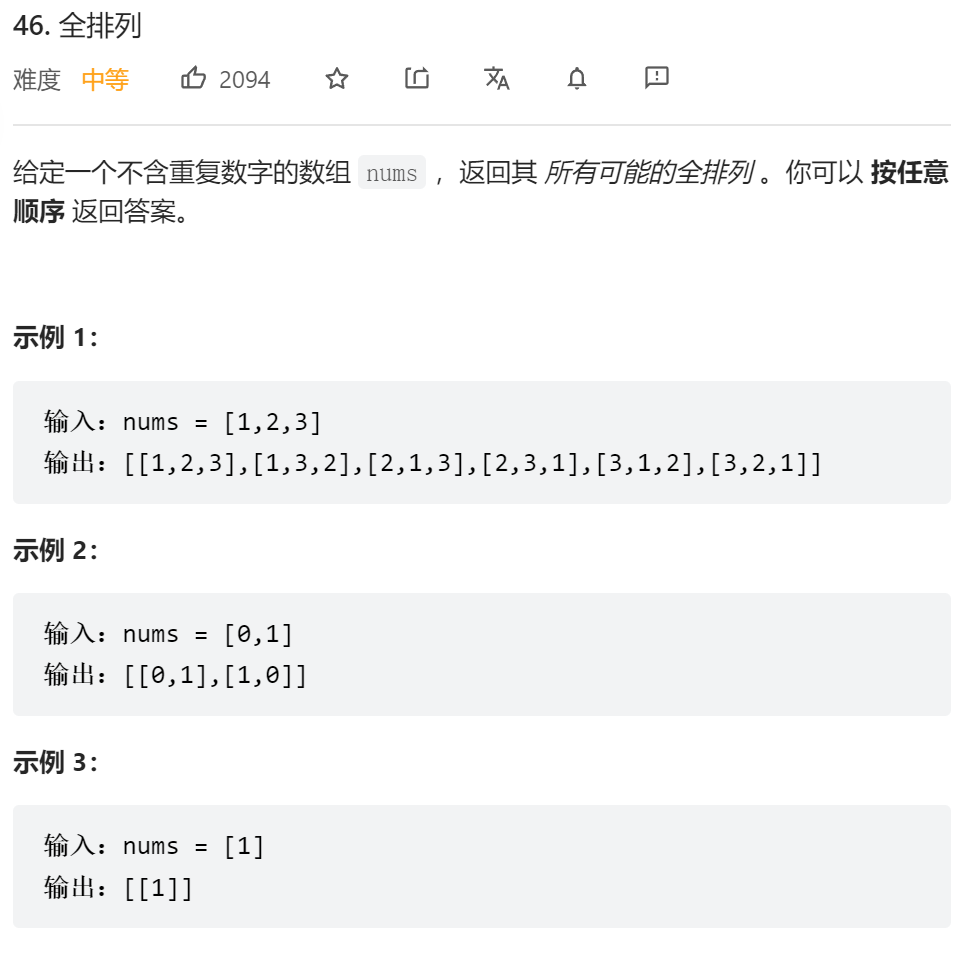 46. 全排列
难度 中等 2094
给定一个不含重复数字的数组 nums ，返回其 所有可能的全排列 。你可以 按任意
顺序 返回答案。
示例 1：
输入：nums = [1,2,3]
输出：[[1,2,3],[1,3,2],[2,1,3],[2,3,1],[3,1,2],[3,2,1]]
示例 2：
输入：nums = [0,1]
输出：[[0,1],[1,0]]
示例 3：
输入：nums = [1]
输出：[[1]]